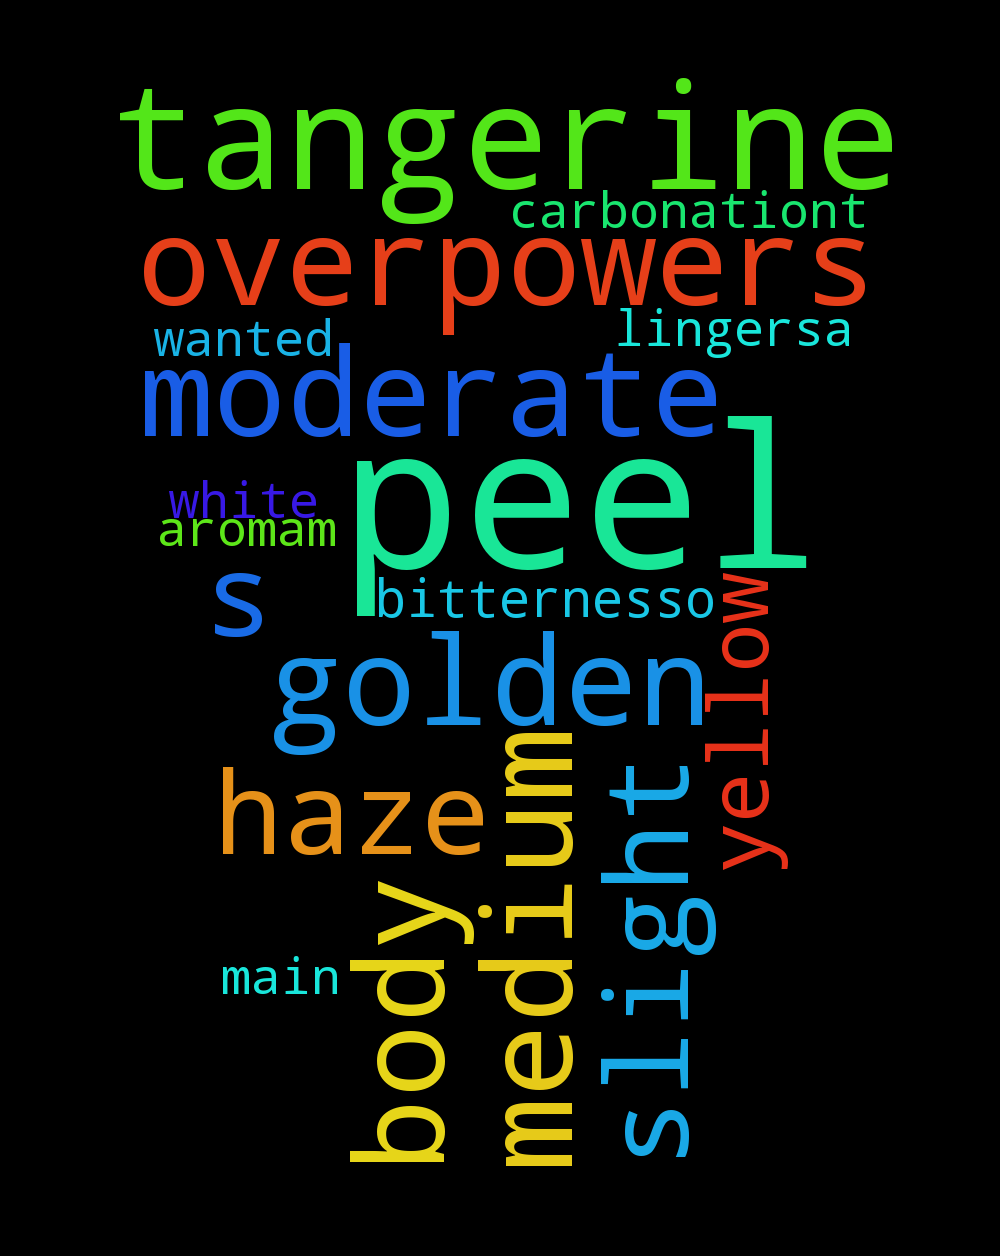 tangerine
carbonationt
overpowers
lingersa
wanted
moderate
peel
white
aromam
s
bitternesso
yellow
golden
haze
medium
slight
body
main